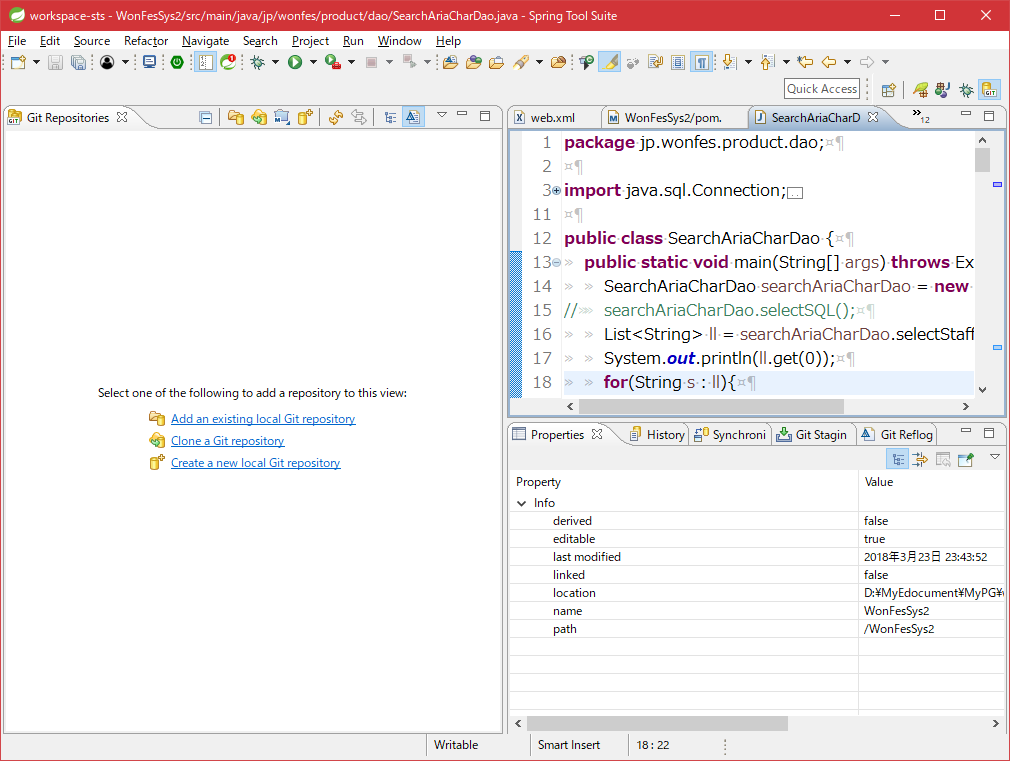 workspace-sts - WonFesSys2/src/main/java/jp/wonfes/product/dao/SearchAriaCharDao.java - Spring Tool Suite
File Edit Source Refactor Navigate Search Project Run Window Help
Quick Access
Git Repositories
Select one of the following to add a repository to this view:
Add an existing local Git repository
Clone a Git repository
Create a new local Git repository
web.xml WonFesSys2/pom. SearchAriaCharD »12
1 package jp.wonfes.product.dao;¤¶
2 ¤¶
3 import java.sql.Connection;
11 ¤¶
12 public class SearchAriaCharDao {¤¶
13 » public static void main(String[] args) throws Ex
14 » » SearchAriaCharDao searchAriaCharDao = new
15 //»» searchAriaCharDao.selectSQL();¤¶
16 » » List<String> ll = searchAriaCharDao.selectStaff
17 » » System.out.println(ll.get(0));¤¶
18 » » for(String s : ll){¤¶
Properties History Synchroni Git Stagin Git Reflog
Property Value
Info
derived false
editable true
last modified 2018年3月23日 23:43:52
linked false
location D:¥MyEdocument¥MyPG¥
name WonFesSys2
path /WonFesSys2
Writable Smart Insert 18 : 22